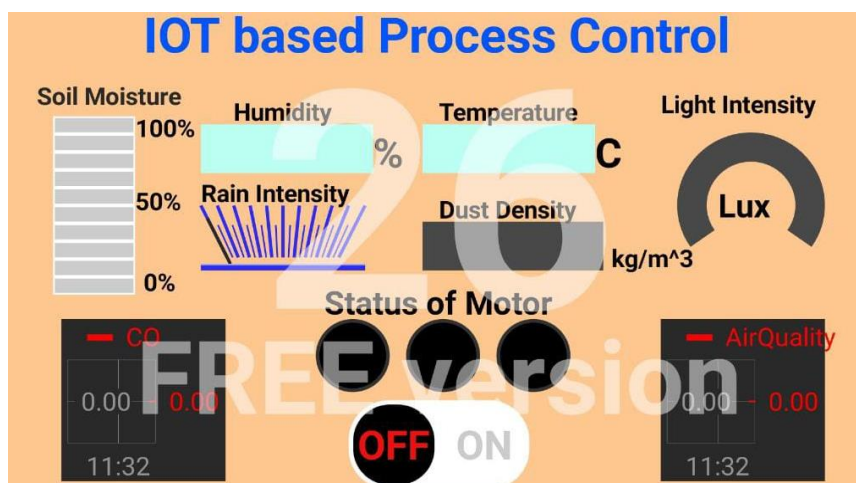 IOT based Process Control
Soil Moisture
100%
50%
0%
Humidity
%
Temperature
C
Light Intensity
Lux
Rain Intensity
Dust Density
kg/m^3
26
Status of Motor
FREE version
CO
0.00
0.00
11:32
OFF
ON
AirQuality
0.00
0.00
11:32